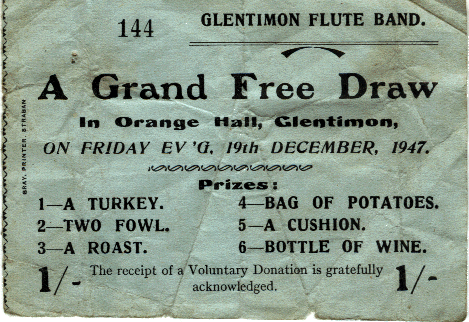 144
GLENTIMON FLUTE BAND.
A Grand Free Draw
In Orange Hall, Glentimon,
ON FRIDAY EV'G, 19th DECEMBER, 1947.
Prizes:
1—A TURKEY.
2—TWO FOWL.
3—A ROAST.
4—BAG OF POTATOES.
5—A CUSHION.
6—BOTTLE OF WINE.
1/- The receipt of a Voluntary Donation is gratefully 1/-
acknowledged.
BRAY, PRINTER, STRABAN